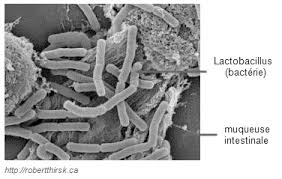 Lactobacillus
(bactérie)
muqueuse
intestinale
http://robertthirsk.ca